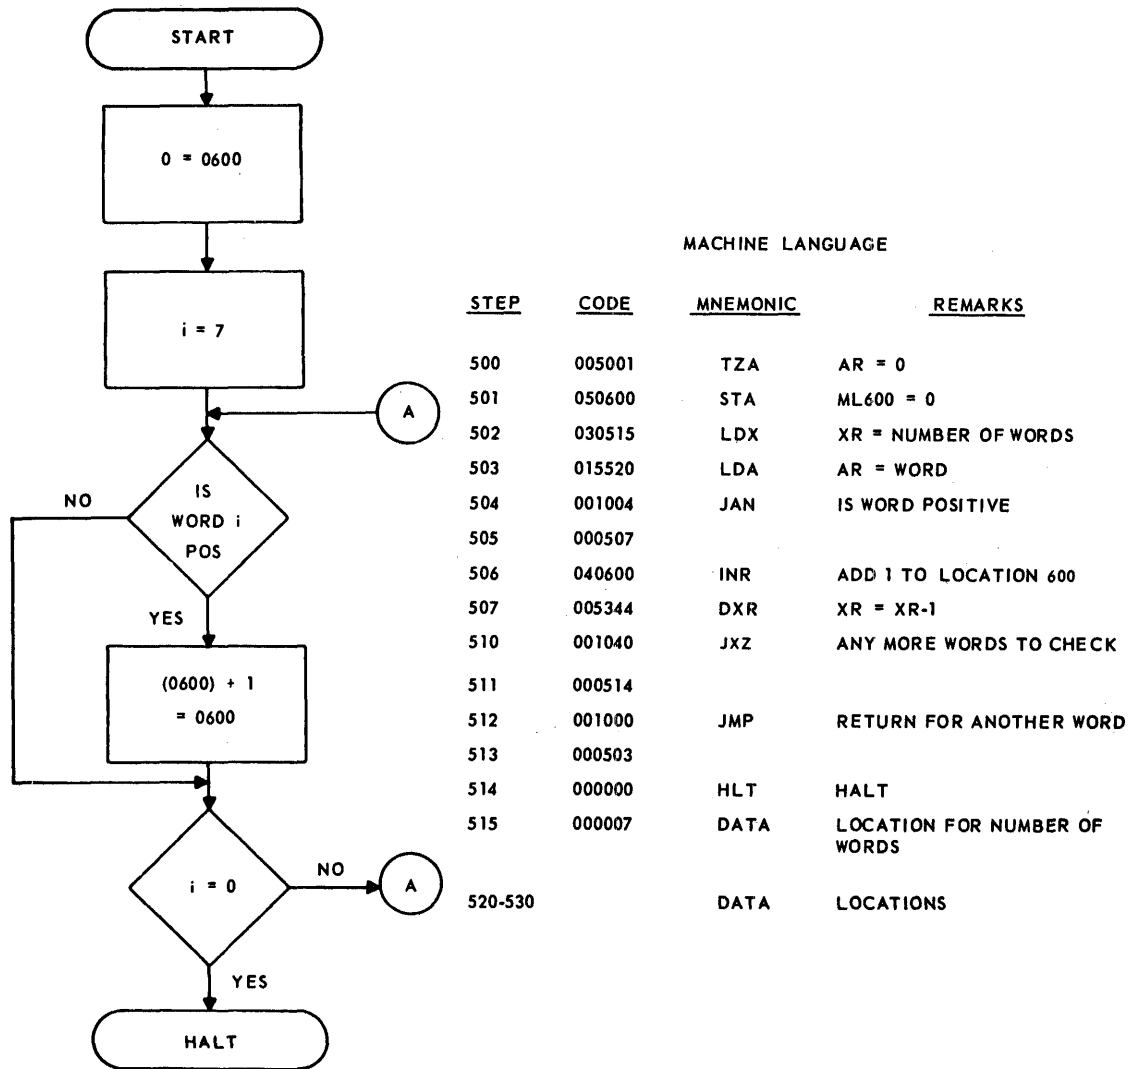 START
0 = 0600
i = 7
A
IS
WORD i
POS
NO
YES
(0600) + 1
= 0600
i = 0
NO
A
YES
HALT
MACHINE LANGUAGE
STEP CODE MNEMONIC REMARKS
500 005001 TZA AR = 0
501 050600 STA ML600 = 0
502 030515 LDX XR = NUMBER OF WORDS
503 015520 LDA AR = WORD
504 001004 JAN IS WORD POSITIVE
505 000507
506 040600 INR ADD 1 TO LOCATION 600
507 005344 DXR XR = XR-1
510 001040 JXZ ANY MORE WORDS TO CHECK
511 000514
512 001000 JMP RETURN FOR ANOTHER WORD
513 000503
514 000000 HLT HALT
515 000007 DATA LOCATION FOR NUMBER OF
WORDS
520-530 DATA LOCATIONS